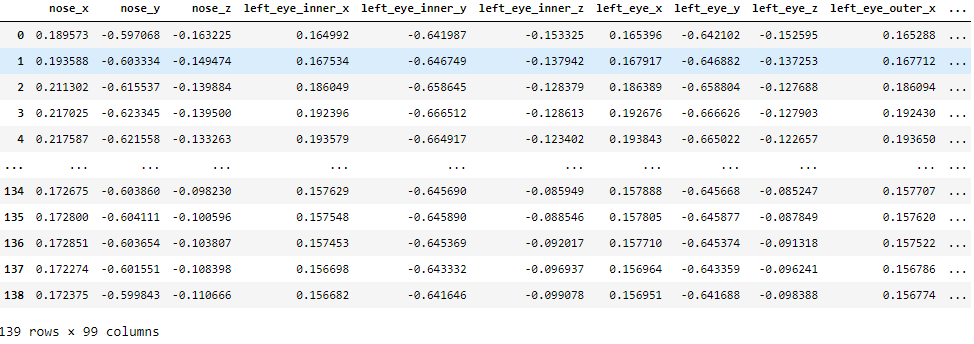 nose_x nose_y nose_z left_eye_inner_x left_eye_inner_y left_eye_inner_z left_eye_x left_eye_y left_eye_z left_eye_outer_x ...
0 0.189573 -0.597068 -0.163225 0.164992 -0.641987 -0.153325 0.165396 -0.642102 -0.152595 0.165288 ...
1 0.193588 -0.603334 -0.149474 0.167534 -0.646749 -0.137942 0.167917 -0.646882 -0.137253 0.167712 ...
2 0.211302 -0.615537 -0.139884 0.186049 -0.658645 -0.128379 0.186389 -0.658804 -0.127688 0.186094 ...
3 0.217025 -0.623345 -0.139500 0.192396 -0.666512 -0.128613 0.192676 -0.666626 -0.127903 0.192430 ...
4 0.217587 -0.621558 -0.133263 0.193579 -0.664917 -0.123402 0.193843 -0.665022 -0.122657 0.193650 ...
... ... ... ... ... ... ... ... ... ... ... ...
134 0.172675 -0.603860 -0.098230 0.157629 -0.645690 -0.085949 0.157888 -0.645668 -0.085247 0.157707 ...
135 0.172800 -0.604111 -0.100596 0.157548 -0.645890 -0.088546 0.157805 -0.645877 -0.087849 0.157620 ...
136 0.172851 -0.603654 -0.103807 0.157453 -0.645369 -0.092017 0.157710 -0.645374 -0.091318 0.157522 ...
137 0.172274 -0.601551 -0.108398 0.156698 -0.643332 -0.096937 0.156964 -0.643359 -0.096241 0.156786 ...
138 0.172375 -0.599843 -0.110666 0.156682 -0.641646 -0.099078 0.156951 -0.641688 -0.098388 0.156774 ...
139 rows × 99 columns